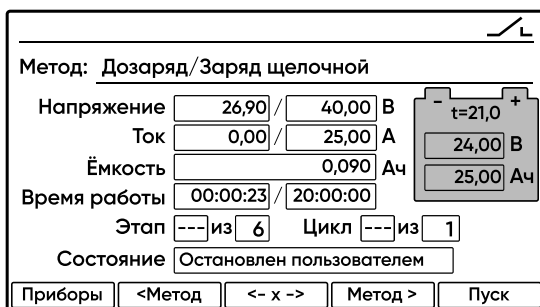 Метод: Дозаряд/Заряд щелочной
Напряжение 26,90 / 40,00 В
Ток 0,00 / 25,00 А
Ёмкость 0,090 Ач
Время работы 00:00:23 / 20:00:00
Этап --- из 6 Цикл --- из 1
Состояние Остановлен пользователем
- +
t=21,0
24,00 В
25,00 Ач
Приборы <Метод <- x -> Метод > Пуск